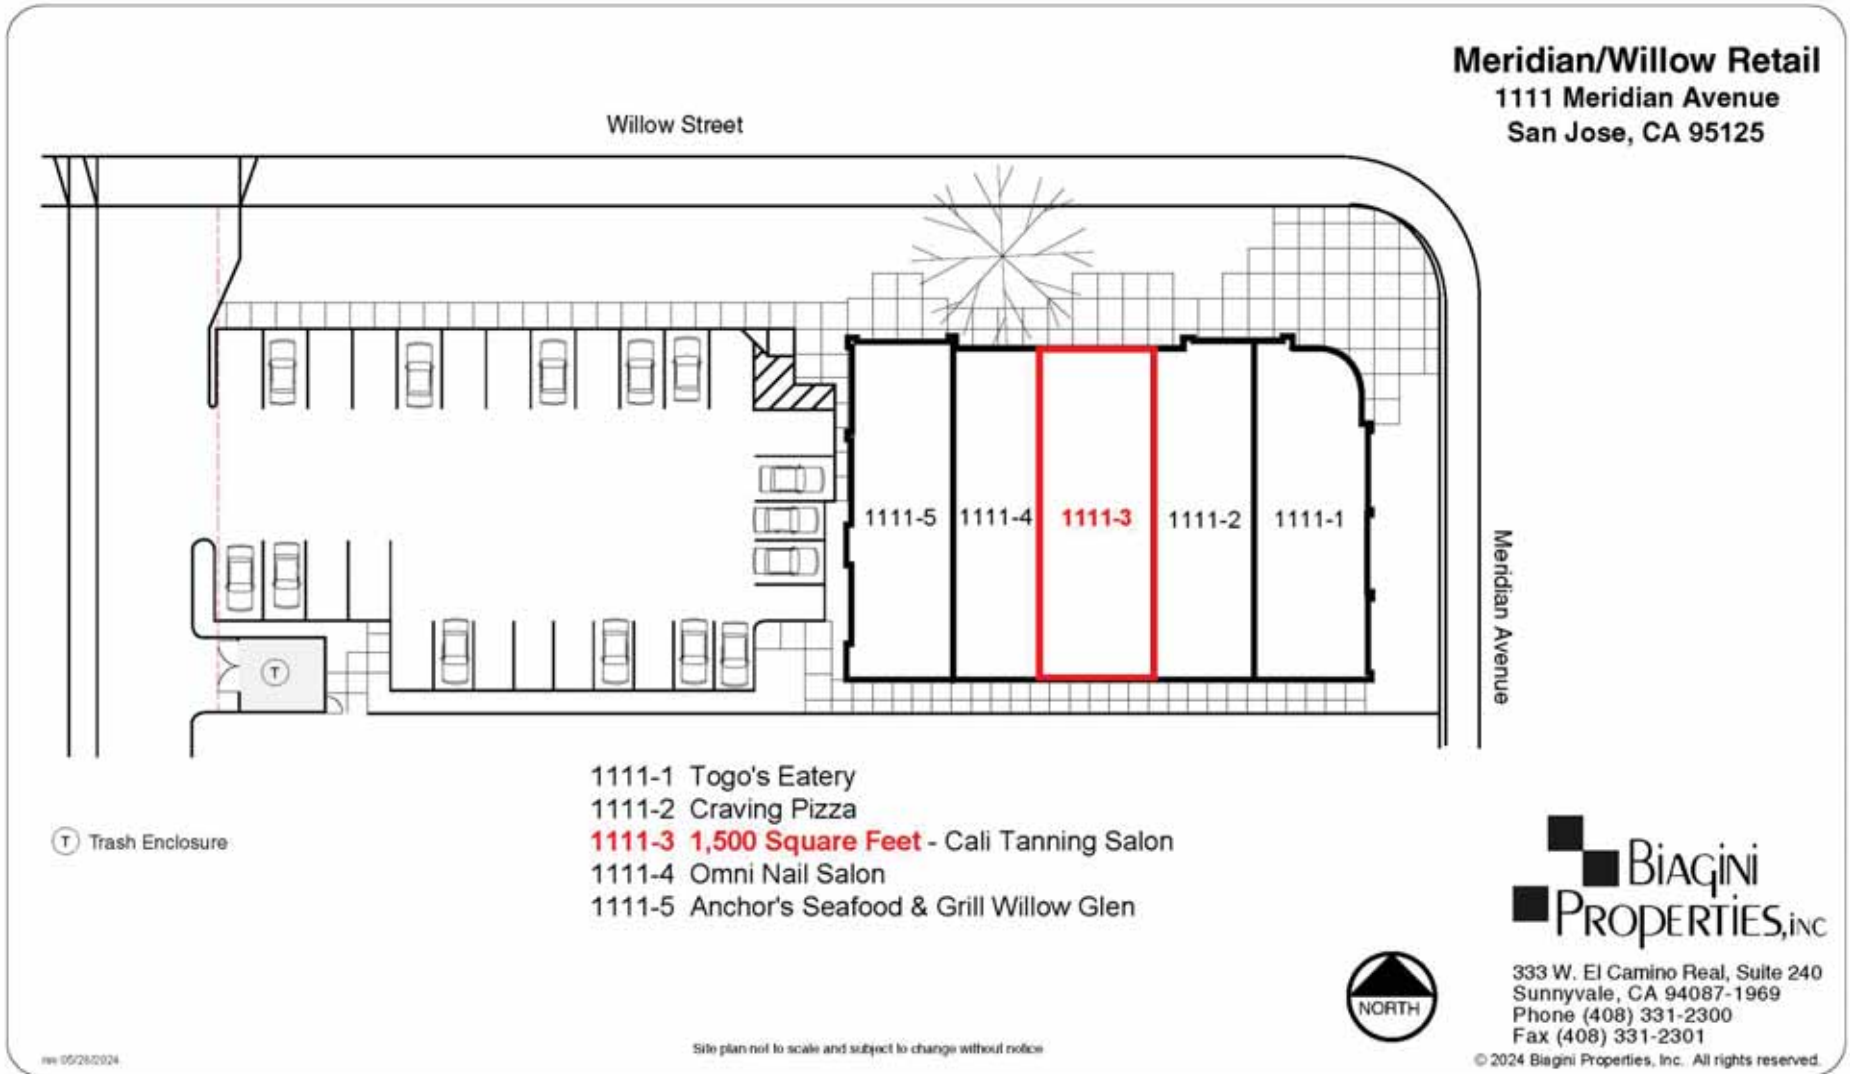 Meridian/Willow Retail
1111 Meridian Avenue
San Jose, CA 95125
Willow Street
1111-5
1111-4
1111-3
1111-2
1111-1
Meridian Avenue
T
1111-1 Togo's Eatery
1111-2 Craving Pizza
1111-3 1,500 Square Feet - Cali Tanning Salon
1111-4 Omni Nail Salon
1111-5 Anchor's Seafood & Grill Willow Glen
T Trash Enclosure
BiAgini
PROpERTiES,iNC
NORTH
333 W. El Camino Real, Suite 240
Sunnyvale, CA 94087-1969
Phone (408) 331-2300
Fax (408) 331-2301
© 2024 Biagini Properties, Inc. All rights reserved.
Site plan not to scale and subject to change without notice
rev 05/28/2024